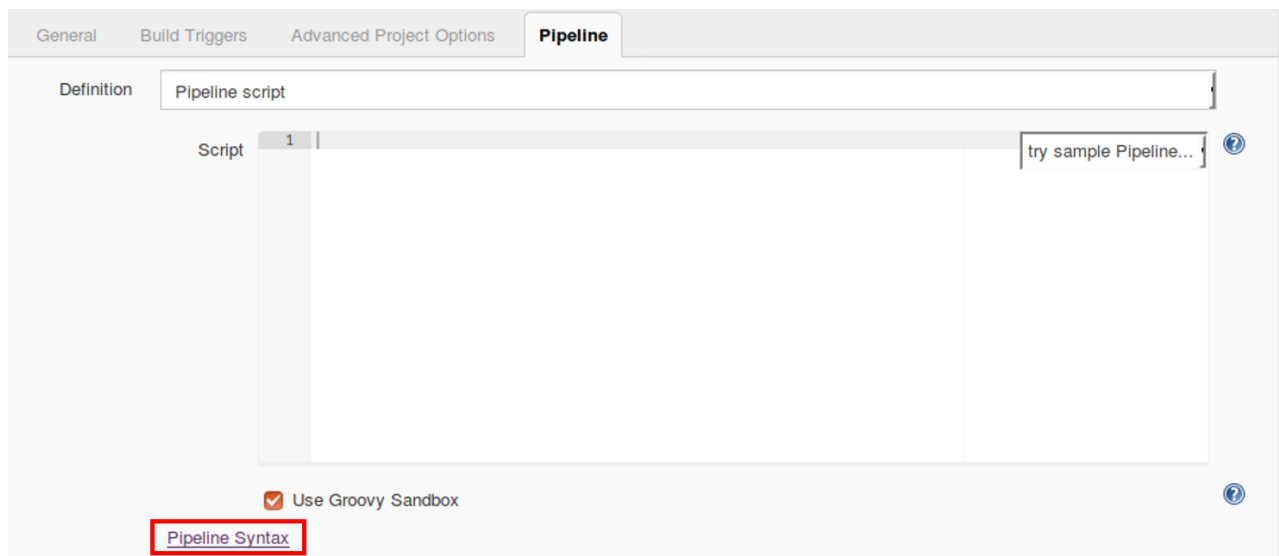 General Build Triggers Advanced Project Options Pipeline
Definition Pipeline script
Script 1 try sample Pipeline...
Use Groovy Sandbox
Pipeline Syntax